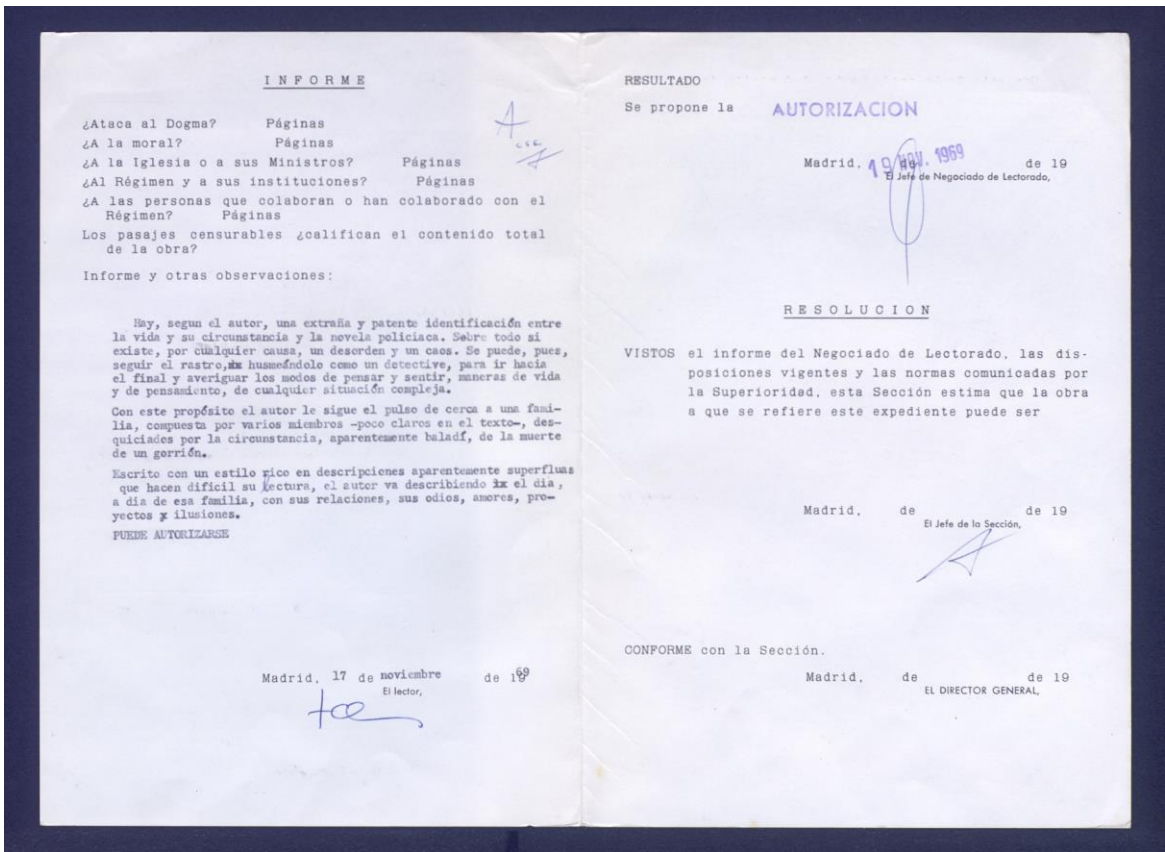 INFORME
¿Ataca al Dogma? Páginas
¿A la moral? Páginas
¿A la Iglesia o a sus Ministros? Páginas
¿Al Régimen y a sus instituciones? Páginas
¿A las personas que colaboran o han colaborado con el
Régimen? Páginas
Los pasajes censurables ¿califican el contenido total
de la obra?
Informe y otras observaciones:
Hay, segun el autor, una extraña y patente identificación entre
la vida y su circunstancia y la novela policiaca. Sobre todo si
existe, por cualquier causa, un desorden y un caos. Se puede, pues,
seguir el rastro, husmeándolo como un detective, para ir hacia
el final y averiguar los modos de pensar y sentir, maneras de vida
y de pensamiento, de cualquier situación compleja.
Con este propósito el autor le sigue el pulso de cerca a una fami-
lia, compuesta por varios miembros -poco claros en el texto-, des-
quiciados por la circunstancia, aparentemente baladí, de la muerte
de un gorrión.
Escrito con un estilo rico en descripciones aparentemente superfluas
que hacen dificil su lectura, el autor va describiendo el dia,
a dia de esa familia, con sus relaciones, sus odios, amores, pro-
yectos y ilusiones.
PUEDE AUTORIZARSE
Madrid, 17 de noviembre de 1969
El lector,
RESULTADO
Se propone la AUTORIZACION
Madrid, 19 NOV. 1969 de 19
El Jefe de Negociado de Lectorado,
RESOLUCION
VISTOS el informe del Negociado de Lectorado, las dis-
posiciones vigentes y las normas comunicadas por
la Superioridad, esta Sección estima que la obra
a que se refiere este expediente puede ser
Madrid, de de 19
El Jefe de la Sección,
CONFORME con la Sección.
Madrid, de de 19
EL DIRECTOR GENERAL,